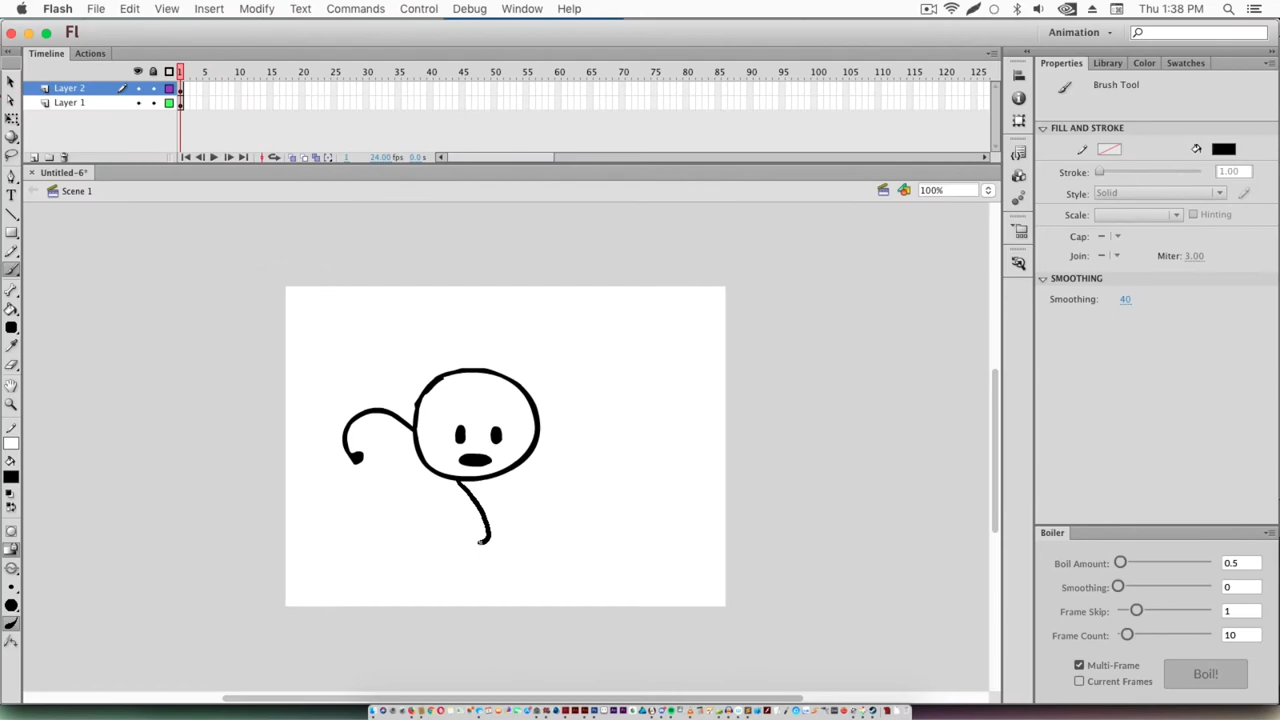 Flash File Edit View Insert Modify Text Commands Control Debug Window Help Thu 1:38 PM
Fl Animation
Timeline Actions
1 5 10 15 20 25 30 35 40 45 50 55 60 65 70 75 80 85 90 95 100 105 110 115 120 125
Layer 2
Layer 1
1 24.00 fps 0.0 s
Untitled-6*
Scene 1 100%
Properties Library Color Swatches
Brush Tool
FILL AND STROKE
Stroke: 1.00
Style: Solid
Scale: Hinting
Cap:
Join: Miter: 3.00
SMOOTHING
Smoothing: 40
Boiler
Boil Amount: 0.5
Smoothing: 0
Frame Skip: 1
Frame Count: 10
Multi-Frame
Current Frames
Boil!